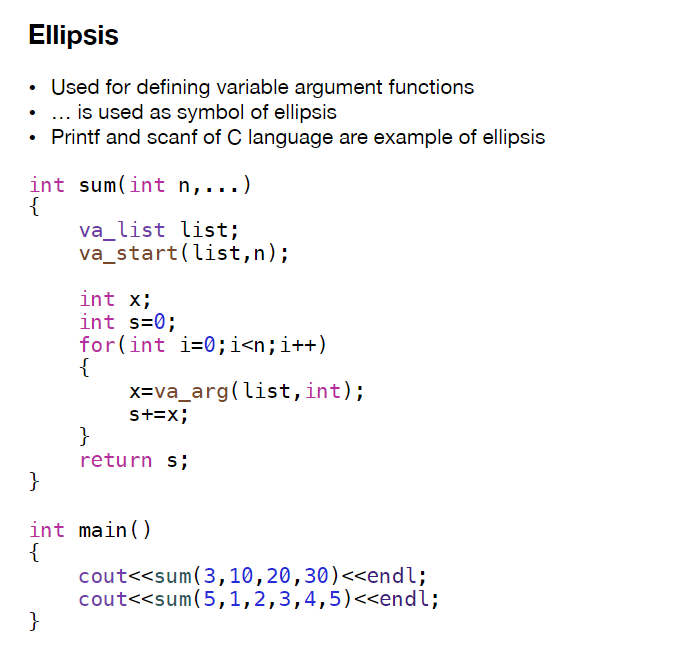 Ellipsis
• Used for defining variable argument functions
• … is used as symbol of ellipsis
• Printf and scanf of C language are example of ellipsis
int sum(int n,...)
{
    va_list list;
    va_start(list,n);
    int x;
    int s=0;
    for(int i=0;i<n;i++)
    {
        x=va_arg(list,int);
        s+=x;
    }
    return s;
}
int main()
{
    cout<<sum(3,10,20,30)<<endl;
    cout<<sum(5,1,2,3,4,5)<<endl;
}